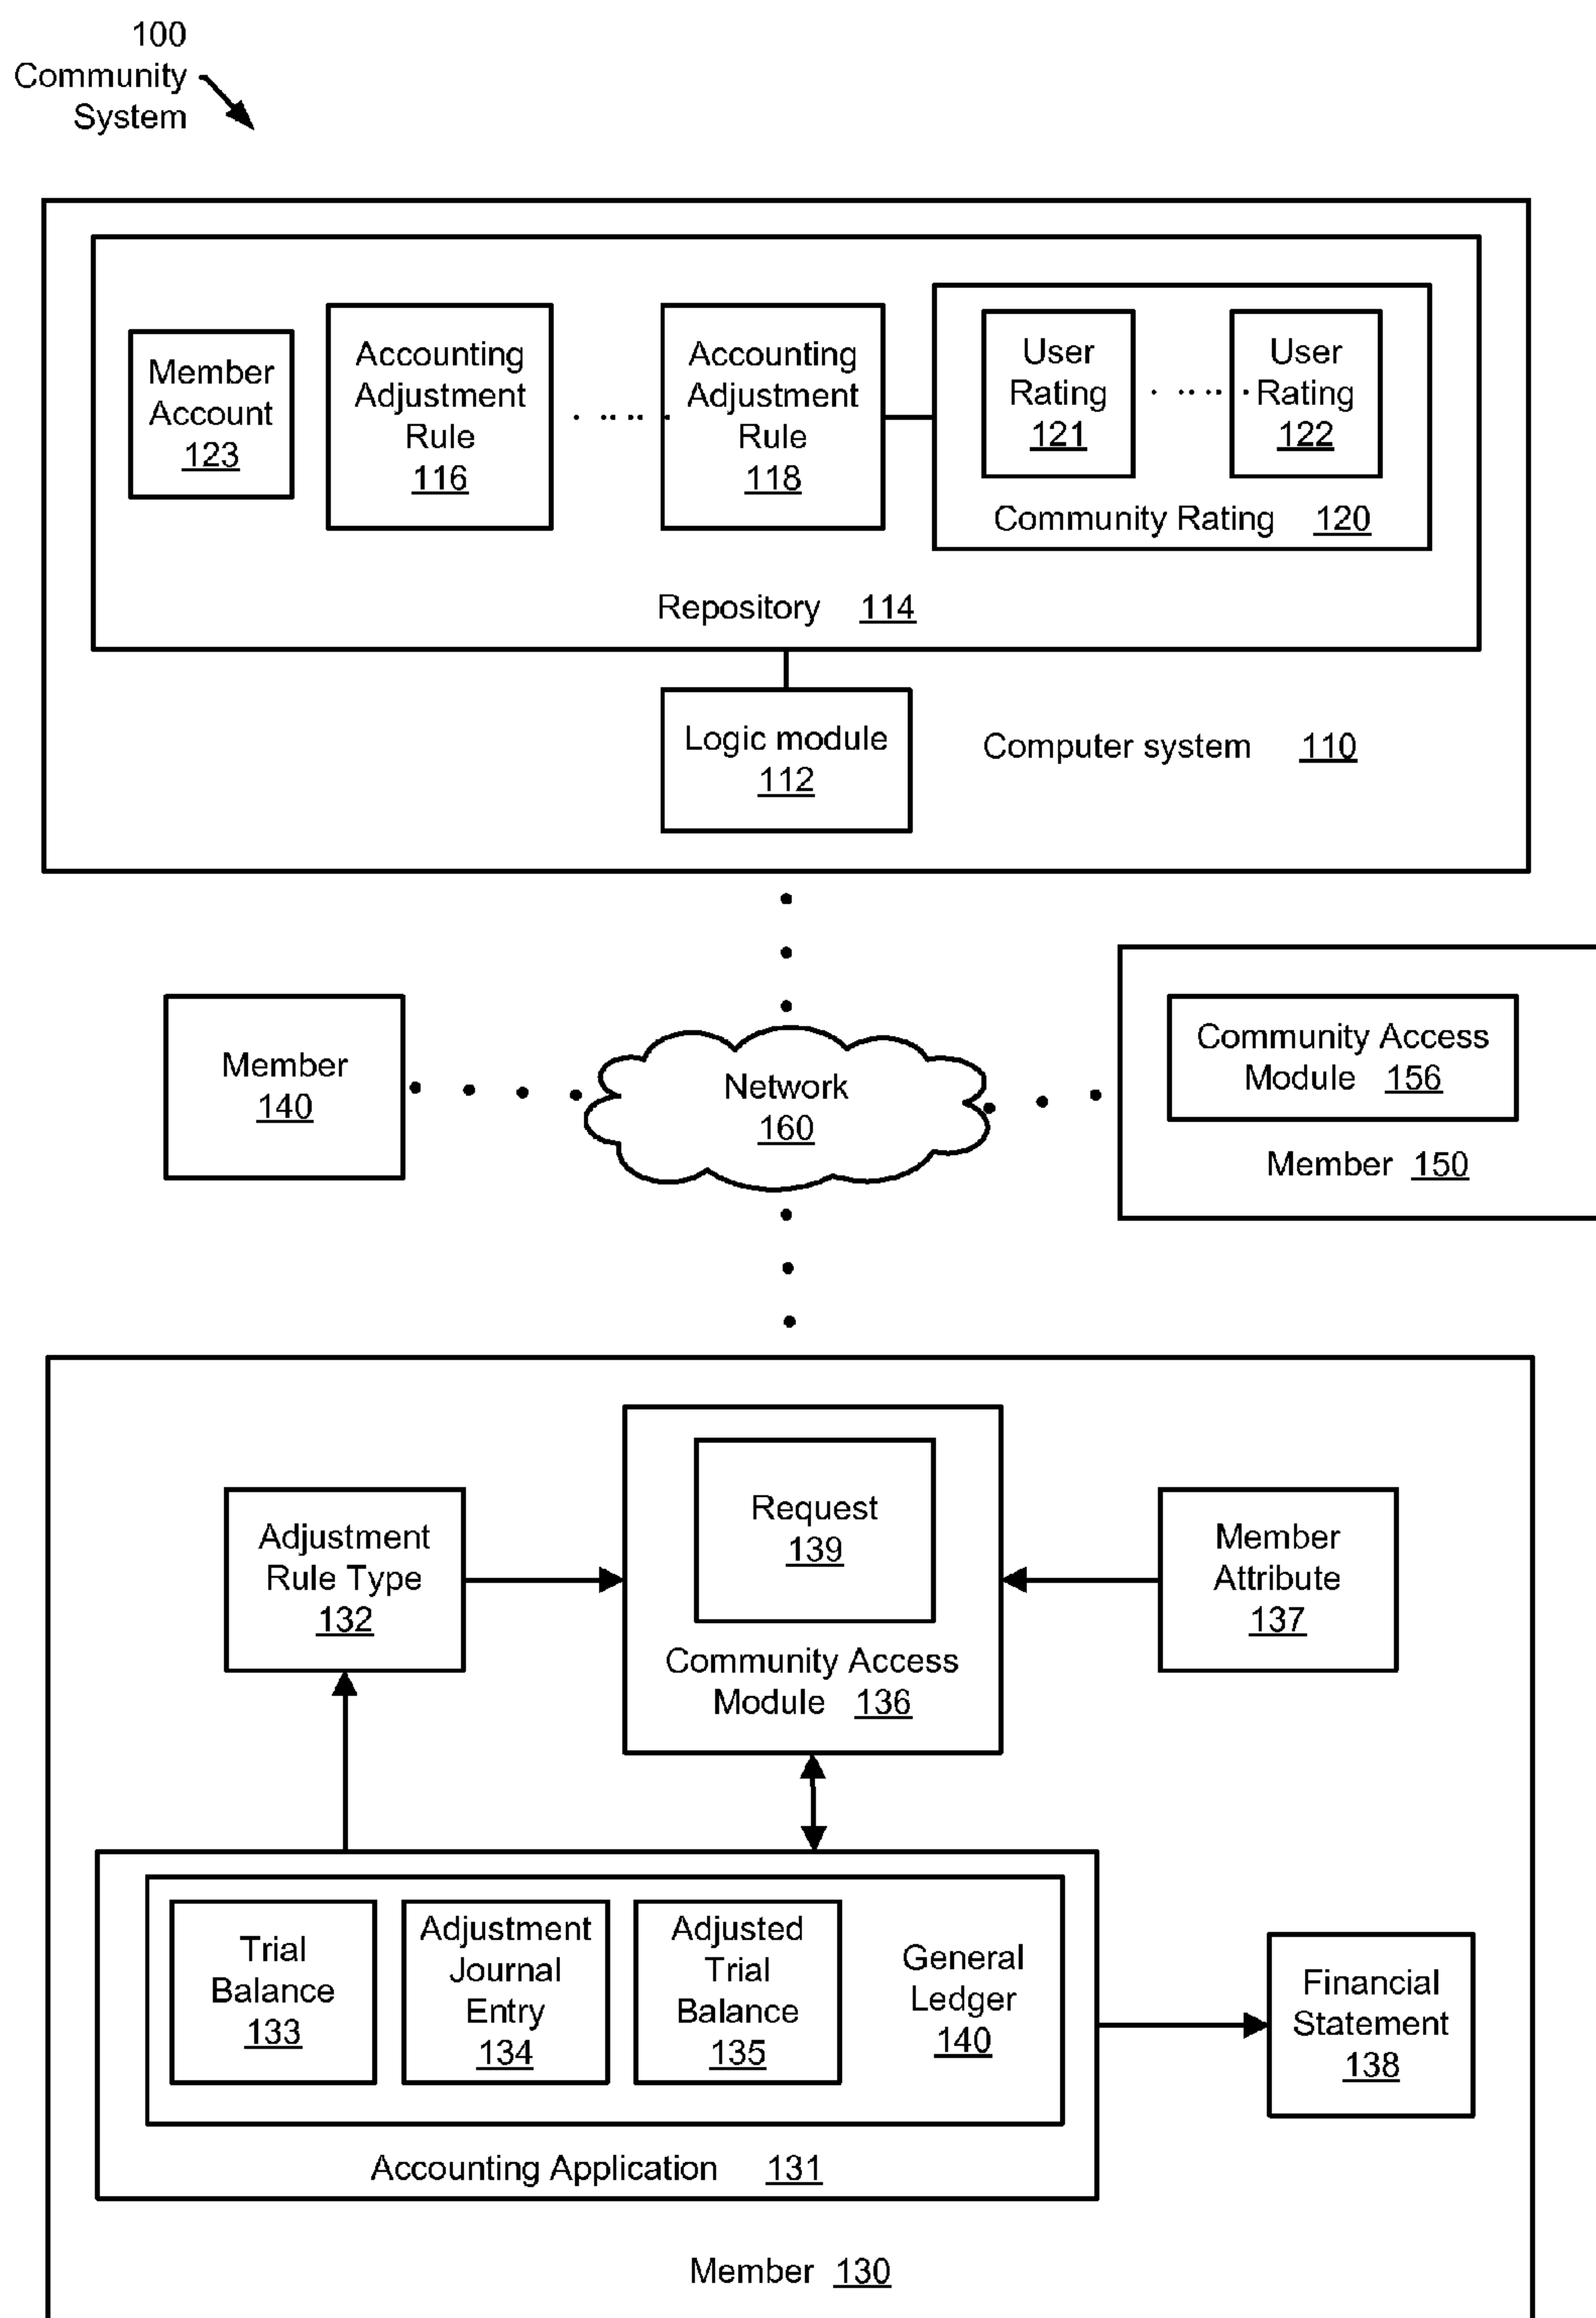 100
Community
System
Member
Account
123
Accounting
Adjustment
Rule
116
Accounting
Adjustment
Rule
118
User
Rating
121
User
Rating
122
Community Rating 120
Repository 114
Logic module
112
Computer system 110
Member
140
Network
160
Community Access
Module 156
Member 150
Adjustment
Rule Type
132
Request
139
Community Access
Module 136
Member
Attribute
137
Trial
Balance
133
Adjustment
Journal
Entry
134
Adjusted
Trial
Balance
135
General
Ledger
140
Accounting Application 131
Financial
Statement
138
Member 130